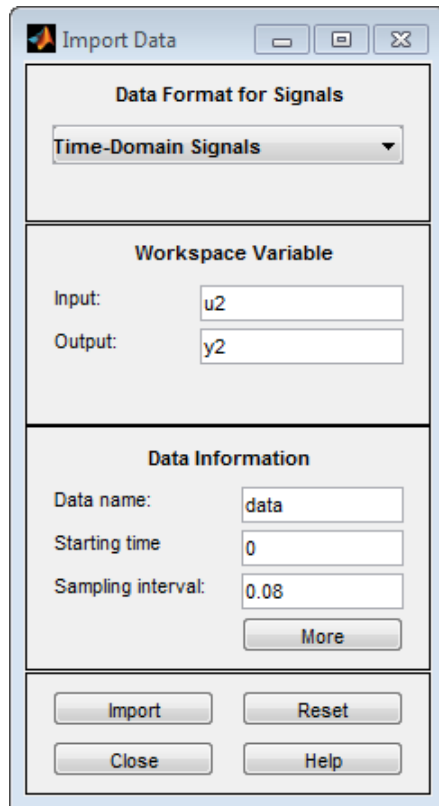 Import Data
Data Format for Signals
Time-Domain Signals
Workspace Variable
Input: u2
Output: y2
Data Information
Data name: data
Starting time 0
Sampling interval: 0.08
More
Import Reset
Close Help